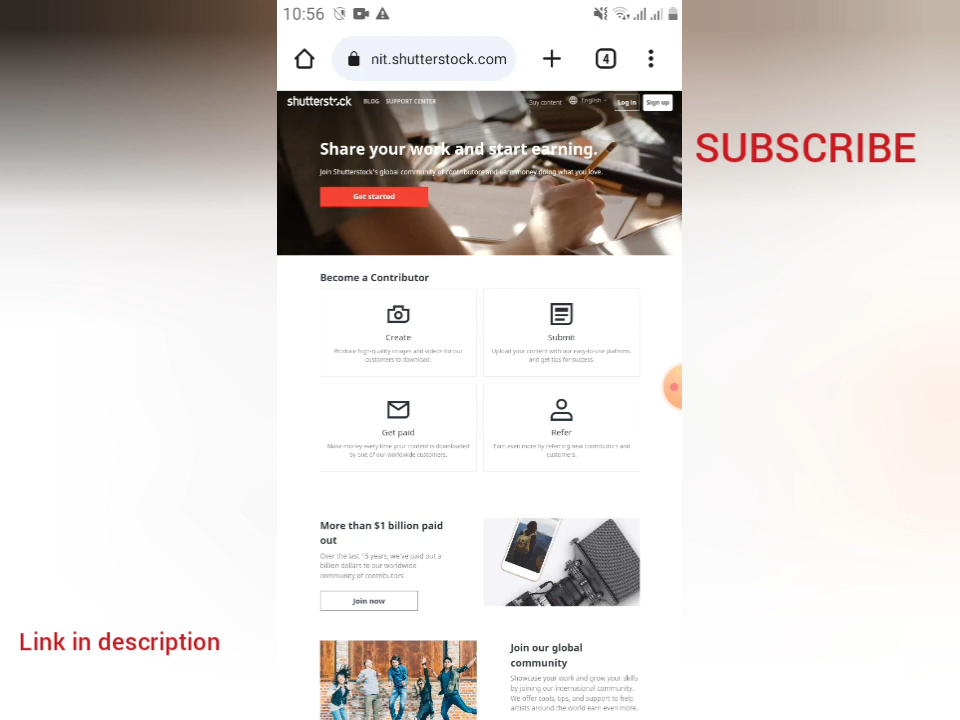 10:56
4
nit.shutterstock.com
shutterstock BLOG SUPPORT CENTER Buy content English Log in Sign up
Share your work and start earning.
Join Shutterstock's global community of contributors and earn money doing what you love.
Get started
SUBSCRIBE
Become a Contributor
Create
Produce high-quality images and videos for our
customers to download.
Submit
Upload your content with our easy-to-use platform,
and get tips for success.
Get paid
Make money every time your content is downloaded
by one of our worldwide customers.
Refer
Earn even more by referring new contributors and
customers.
More than $1 billion paid
out
Over the last 15 years, we've paid out a
billion dollars to our worldwide
community of contributors.
Join now
Link in description
Join our global
community
Showcase your work and grow your skills
by joining our international community.
We offer tools, tips, and support to help
artists around the world earn even more.